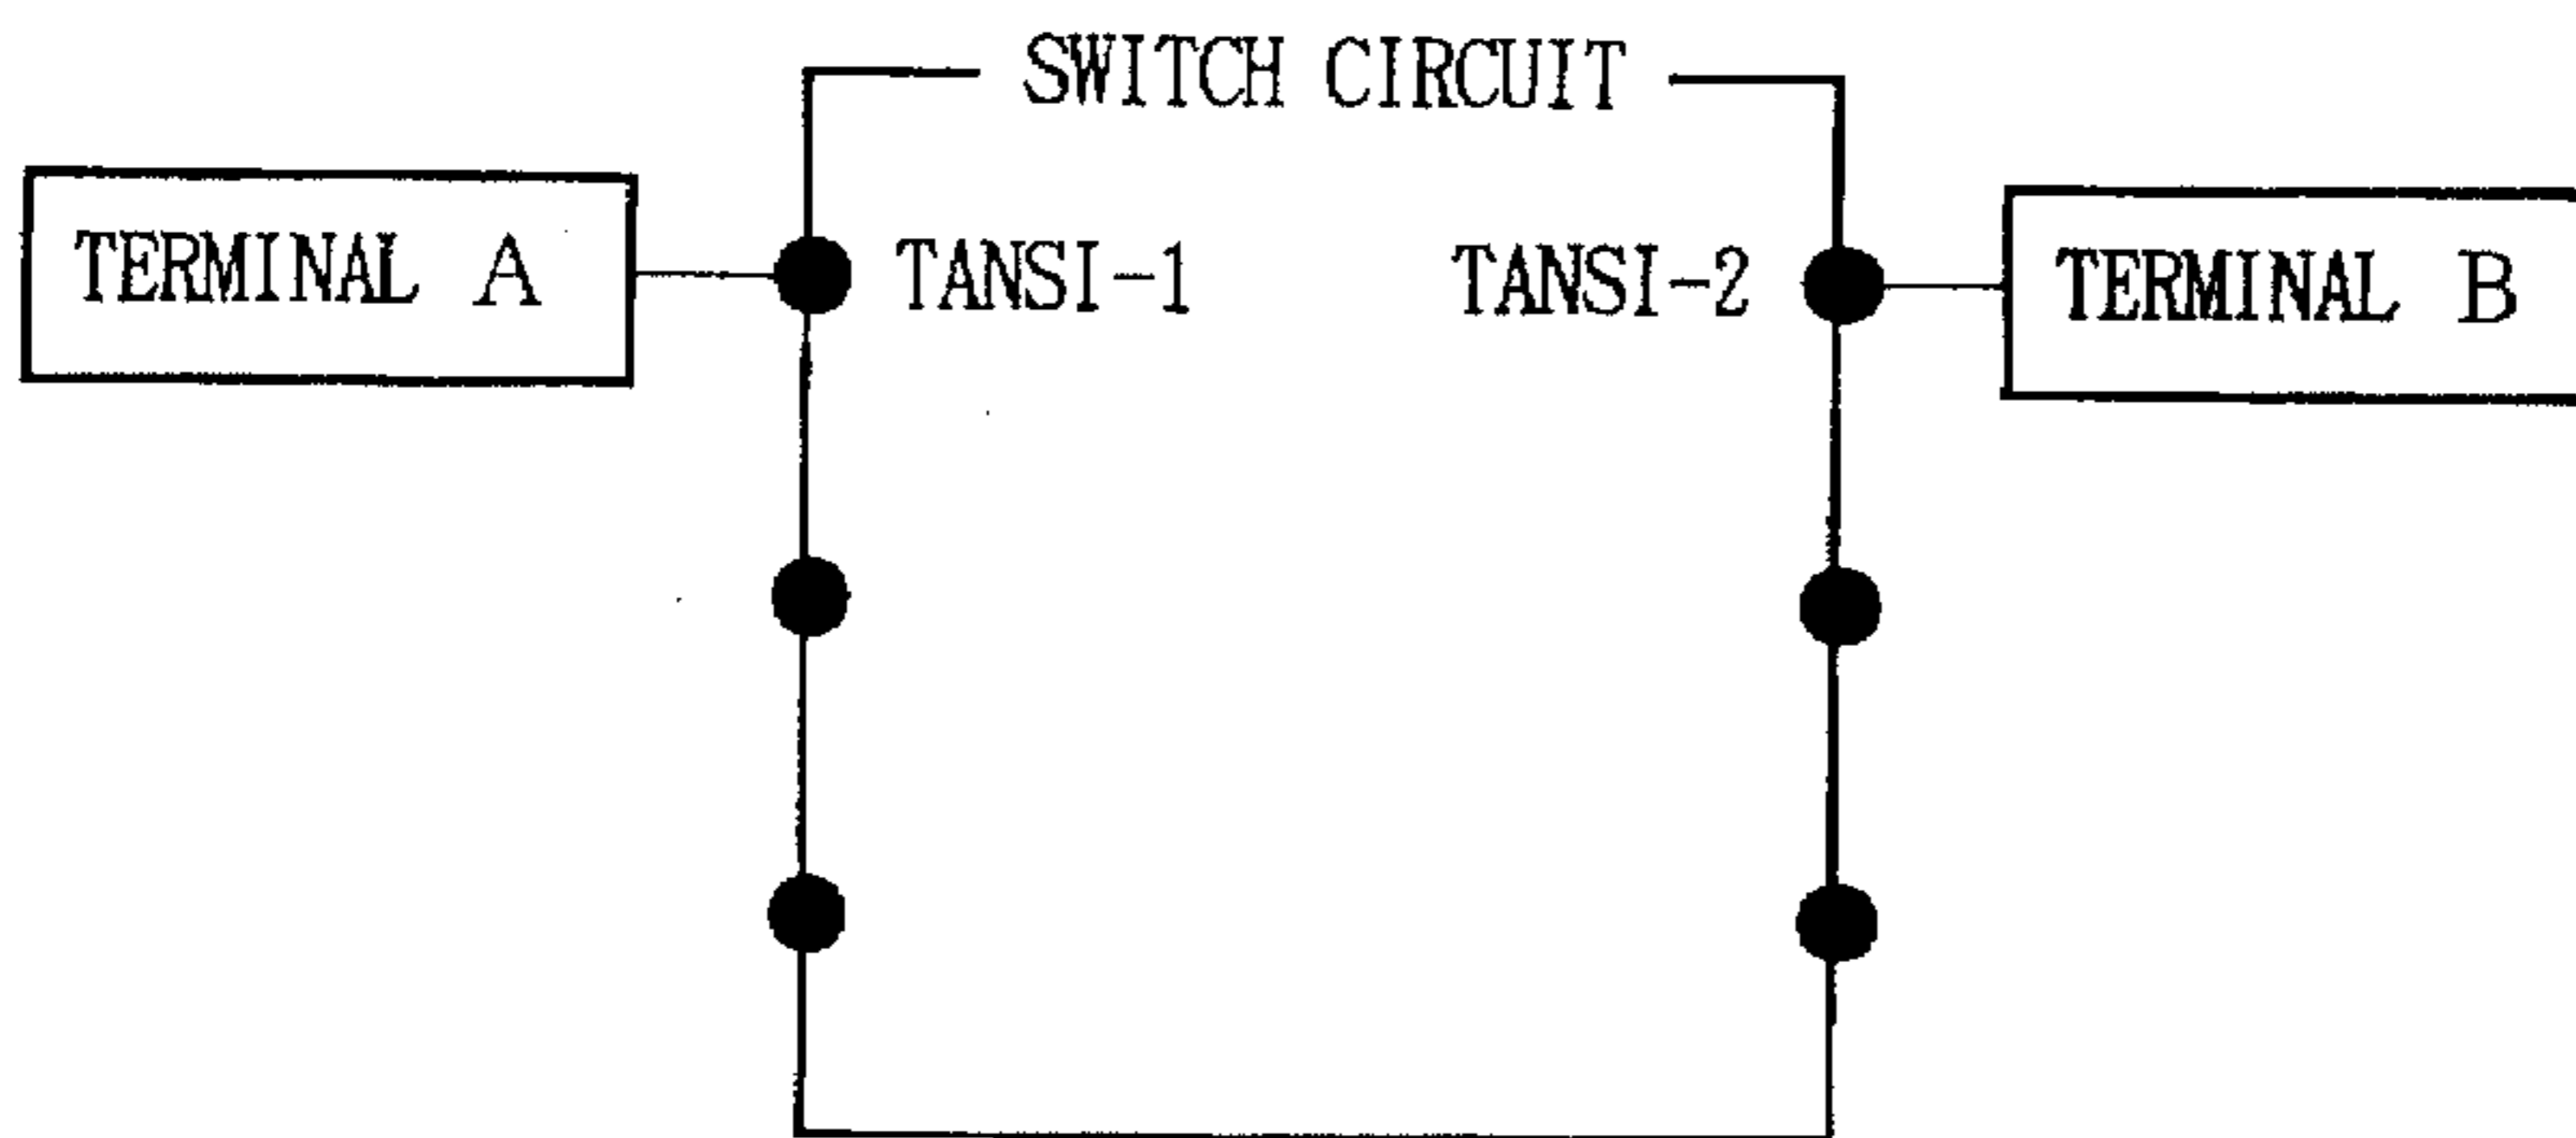 SWITCH CIRCUIT
TERMINAL A
TANSI-1
TANSI-2
TERMINAL B